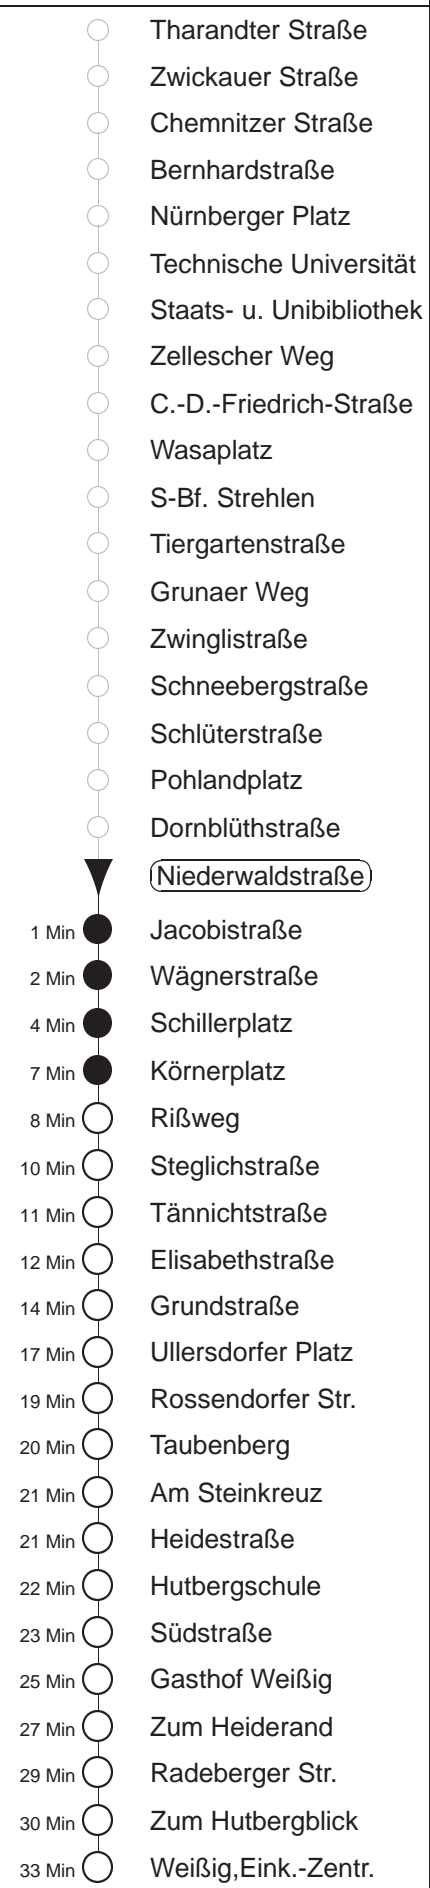 Tharandter Straße
Zwickauer Straße
Chemnitzer Straße
Bernhardstraße
Nürnberger Platz
Technische Universität
Staats- u. Unibibliothek
Zellescher Weg
C.-D.-Friedrich-Straße
Wasaplatz
S-Bf. Strehlen
Tiergartenstraße
Grunaer Weg
Zwinglistraße
Schneebergstraße
Schlüterstraße
Pohlandplatz
Dornblüthstraße
Niederwaldstraße
1 Min Jacobistraße
2 Min Wägnerstraße
4 Min Schillerplatz
7 Min Körnerplatz
8 Min Rißweg
10 Min Steglichstraße
11 Min Tännichtstraße
12 Min Elisabethstraße
14 Min Grundstraße
17 Min Ullersdorfer Platz
19 Min Rossendorfer Str.
20 Min Taubenberg
21 Min Am Steinkreuz
21 Min Heidestraße
22 Min Hutbergschule
23 Min Südstraße
25 Min Gasthof Weißig
27 Min Zum Heiderand
29 Min Radeberger Str.
30 Min Zum Hutbergblick
33 Min Weißig,Eink.-Zentr.